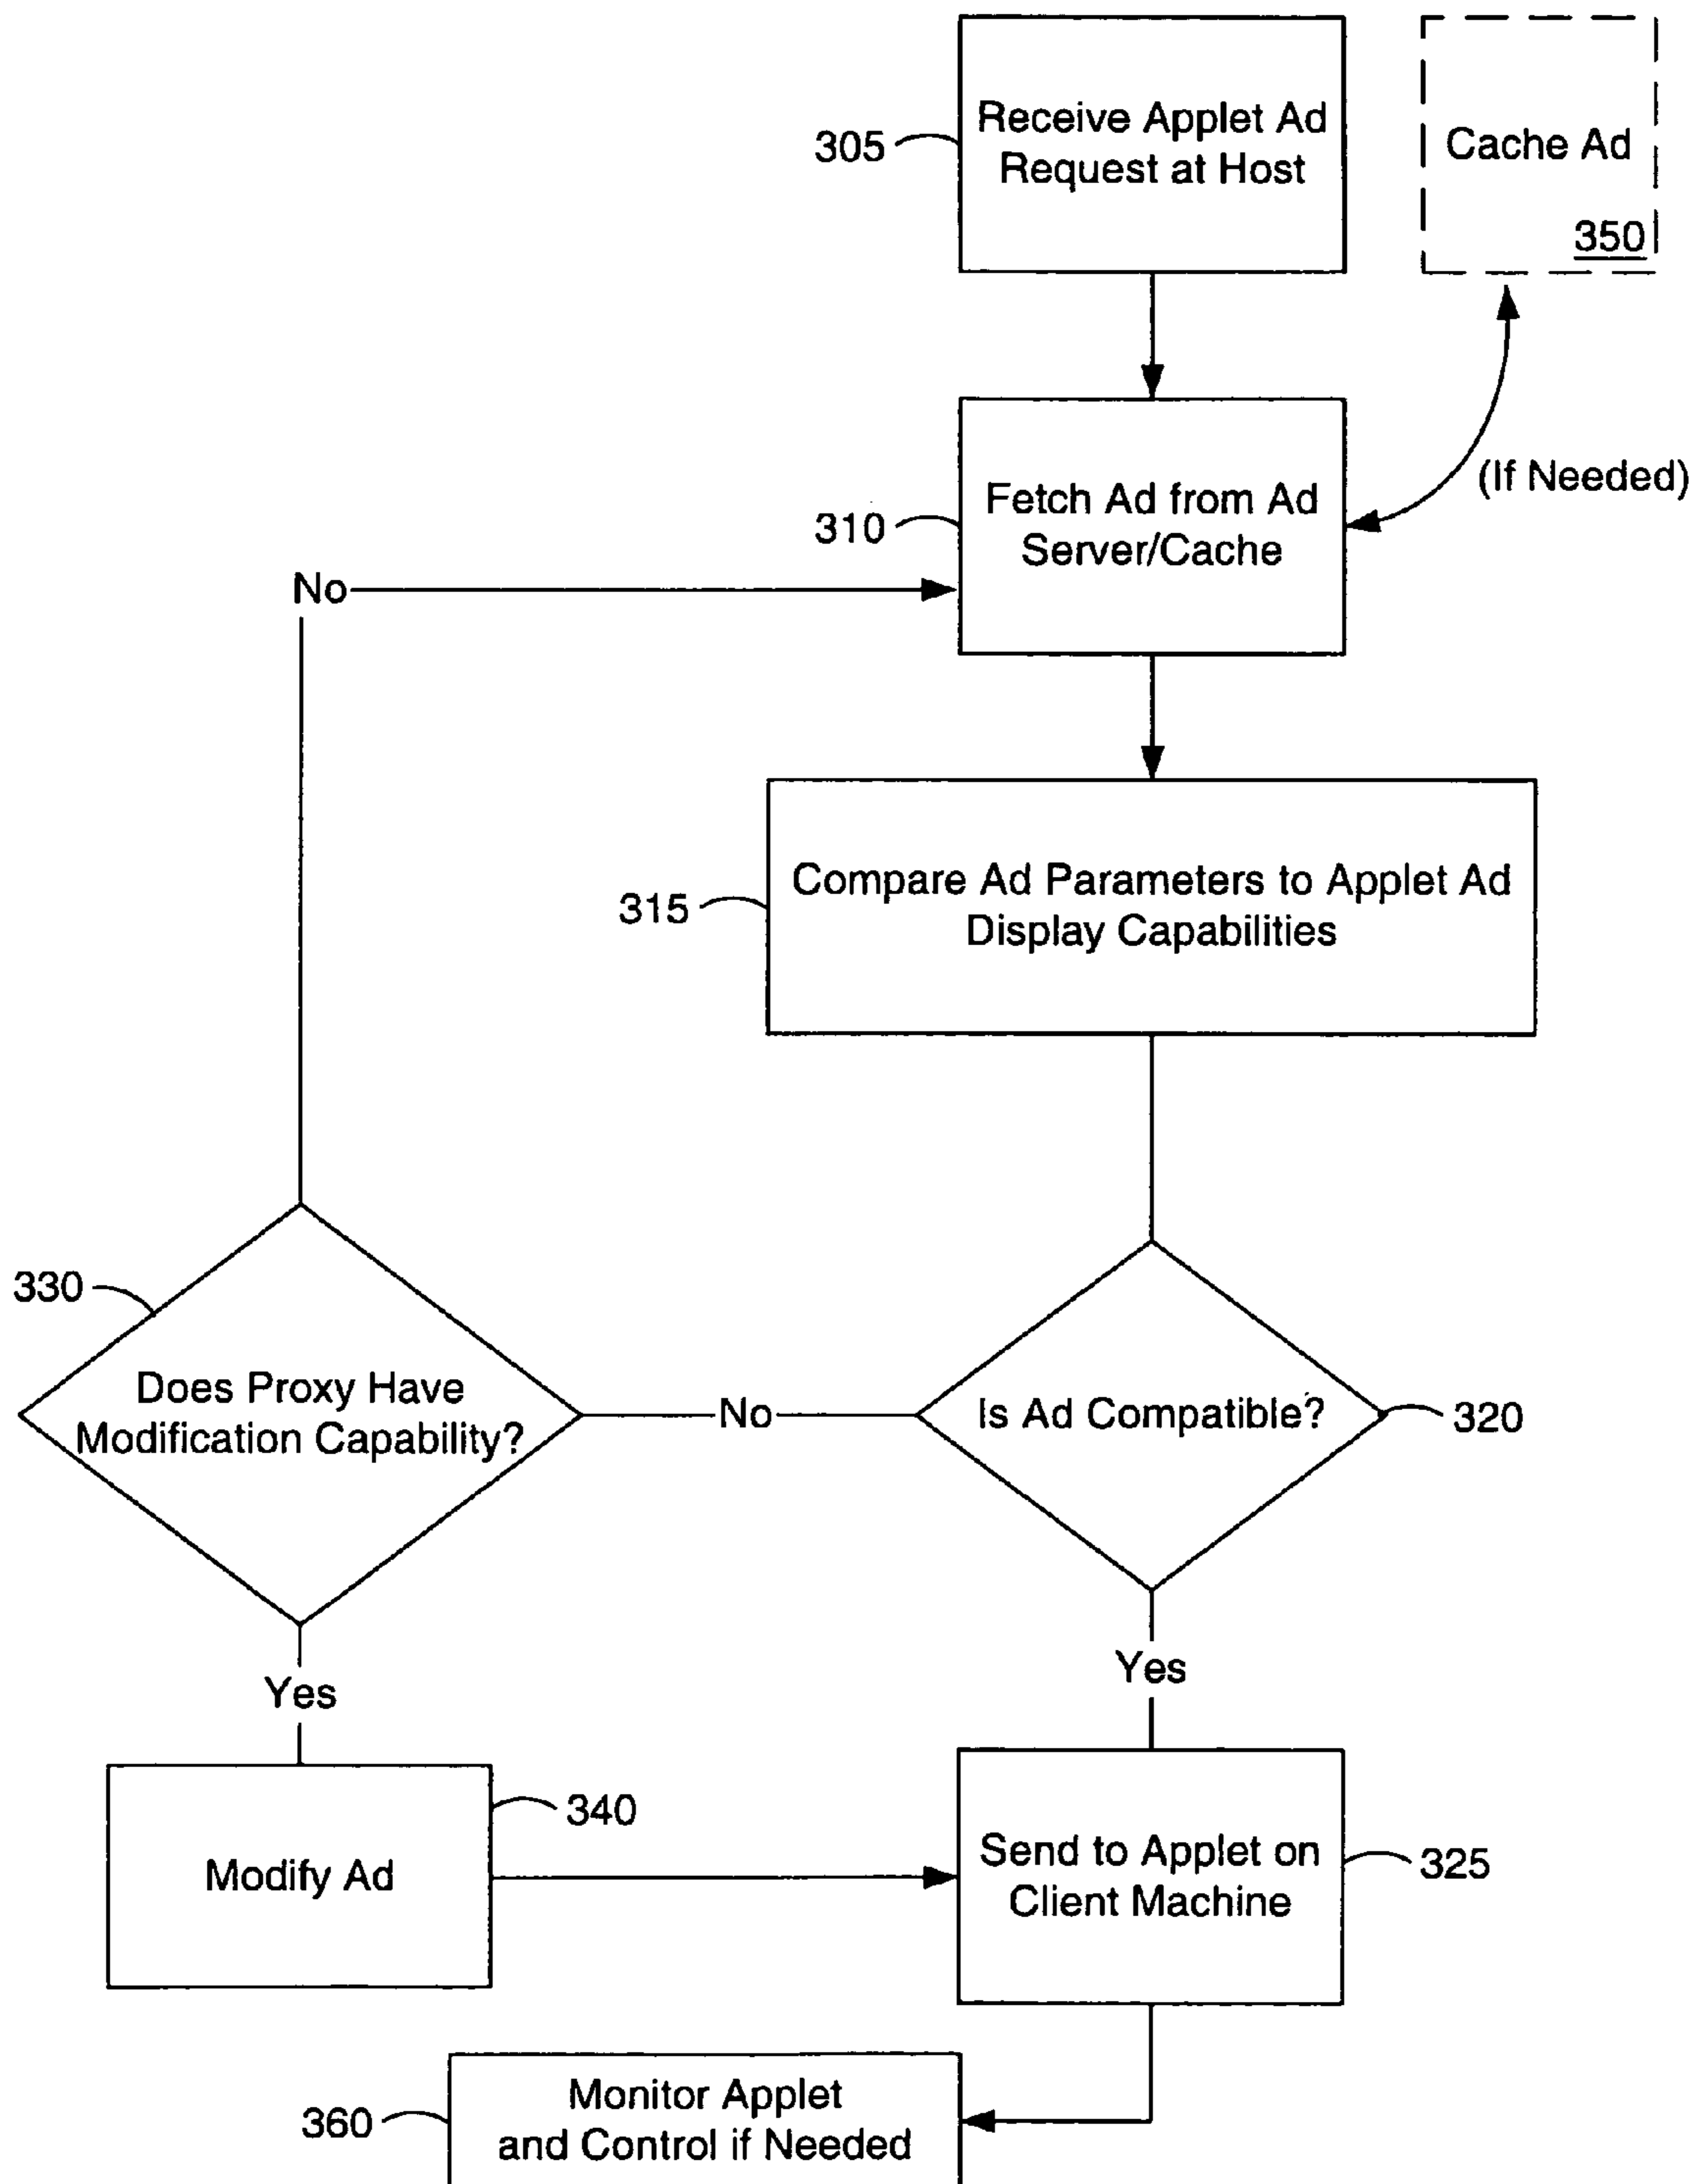 305
Receive Applet Ad
Request at Host
Cache Ad
350
310
Fetch Ad from Ad
Server/Cache
(If Needed)
No
315
Compare Ad Parameters to Applet Ad
Display Capabilities
330
Does Proxy Have
Modification Capability?
No
Is Ad Compatible?
320
Yes
Yes
Modify Ad
340
Send to Applet on
Client Machine
325
360
Monitor Applet
and Control if Needed